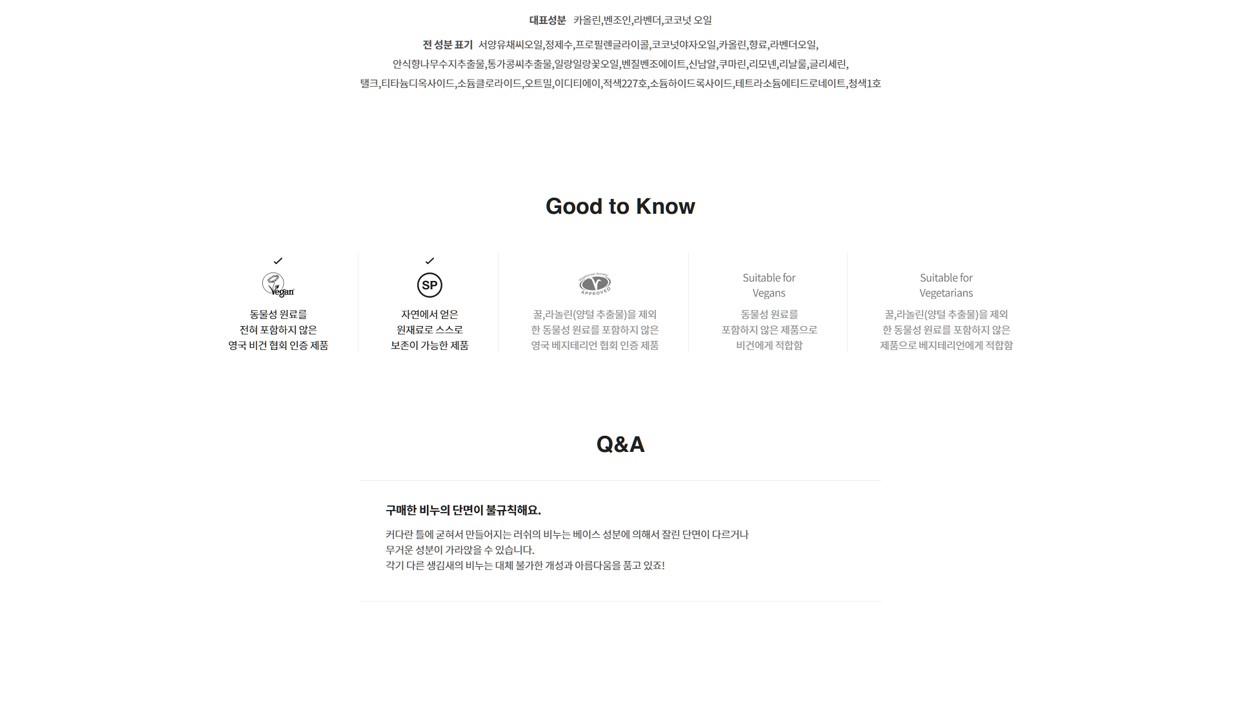 대표성분 카올린,벤조인,라벤더,코코넛 오일
전 성분 표기 서양유채씨오일,정제수,프로필렌글라이콜,코코넛야자오일,카올린,향료,라벤더오일,
안식향나무수지추출물,통가콩씨추출물,일랑일랑꽃오일,벤질벤조에이트,신남알,쿠마린,리모넨,리날룰,글리세린,
탤크,티타늄디옥사이드,소듐클로라이드,오트밀,이디티에이,적색227호,소듐하이드록사이드,테트라소듐에티드로네이트,청색1호
Good to Know
Vegan
동물성 원료를
전혀 포함하지 않은
영국 비건 협회 인증 제품
SP
자연에서 얻은
원재료로 스스로
보존이 가능한 제품
V
APPROVED
꿀,라놀린(양털 추출물)을 제외
한 동물성 원료를 포함하지 않은
영국 베지테리언 협회 인증 제품
Suitable for
Vegans
동물성 원료를
포함하지 않은 제품으로
비건에게 적합함
Suitable for
Vegetarians
꿀,라놀린(양털 추출물)을 제외
한 동물성 원료를 포함하지 않은
제품으로 베지테리언에게 적합함
Q&A
구매한 비누의 단면이 불규칙해요.
커다란 틀에 굳혀서 만들어지는 러쉬의 비누는 베이스 성분에 의해서 잘린 단면이 다르거나
무거운 성분이 가라앉을 수 있습니다.
각기 다른 생김새의 비누는 대체 불가한 개성과 아름다움을 품고 있죠!